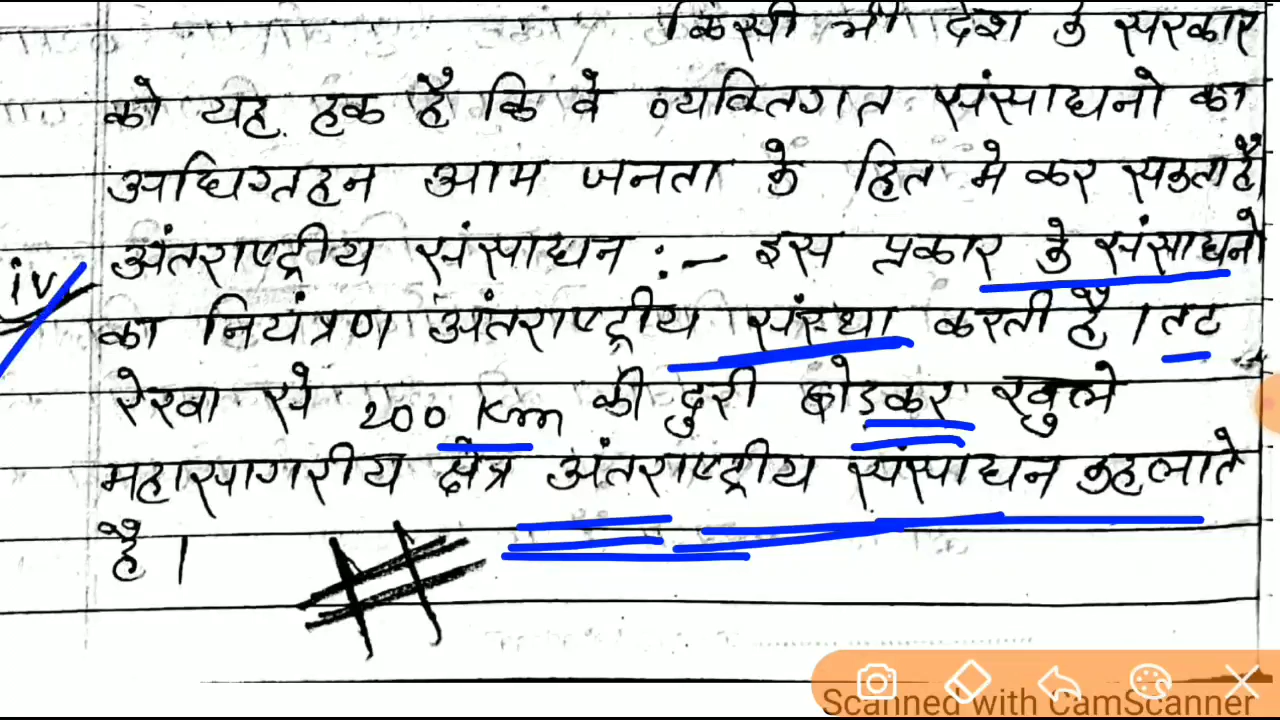 किसी भी देश के सरकार
को यह हक है कि वे व्यक्तिगत संसाधनो का
अधिग्रहन आम जनता के हित मे कर सकता है।
iv अंतराष्ट्रीय संसाधन :- इस प्रकार के संसाधनो
का नियंत्रण अंतराष्ट्रीय संस्था करती है । तट
रेखा से 200 Km की दुरी छोडकर खुले
महासागरीय क्षेत्र अंतराष्ट्रीय संसाधन कहलाते
है ।
Scanned with CamScanner